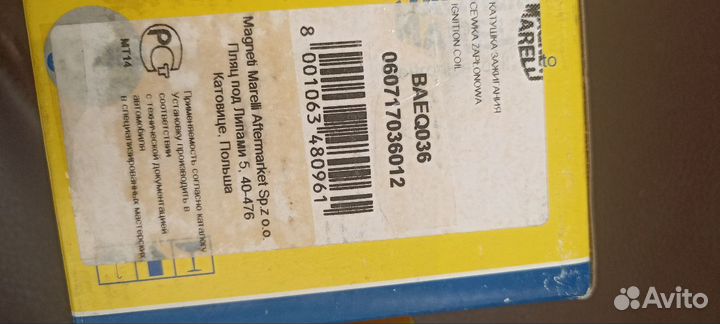 MARELLI
КАТУШКА ЗАЖИГАНИЯ
CEWKA ZAPŁONOWA
IGNITION COIL
BAEQ036
060717036012
8 001063 480961
Magneti Marelli Aftermarket Sp.z o.o.
Пляц под Липами 5, 40-476
Катовице, Польша
РСТ
МТ14
Применяемость согласно каталогу
Установку производить в
соответствии
с технической документацией
автомобиля
в специализированных мастерских
Avito